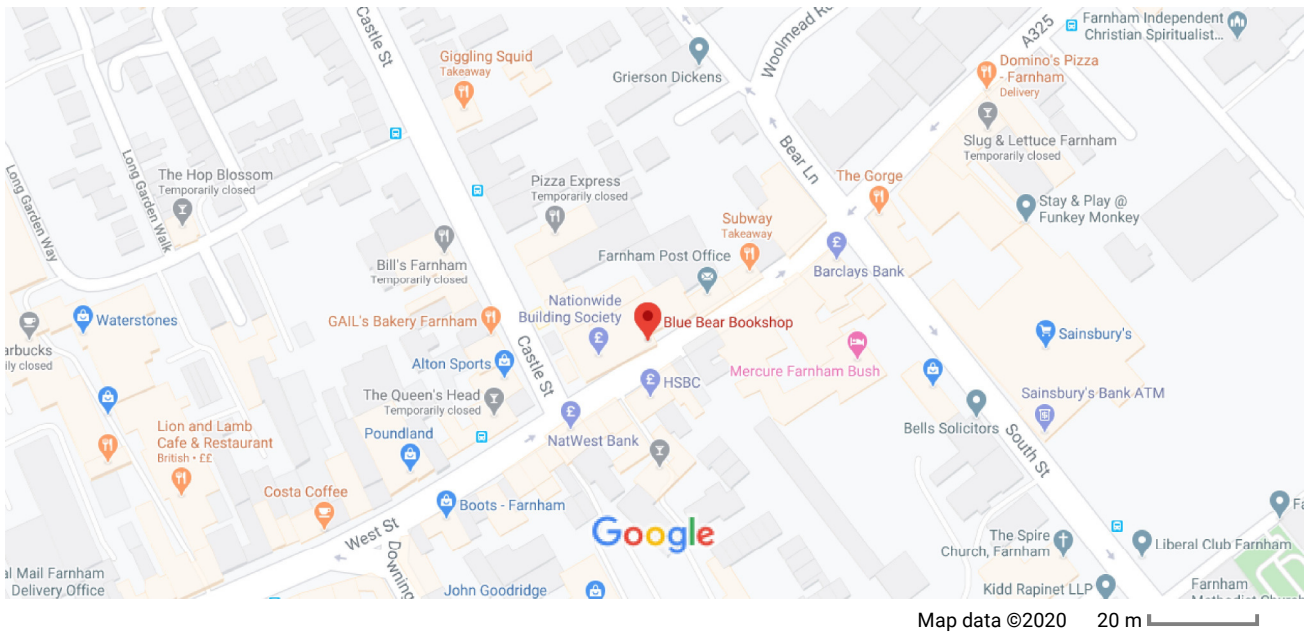 Castle St
Giggling Squid
Takeaway
Grierson Dickens
Woolmead Ro
A325
Farnham Independent
Christian Spiritualist...
Domino's Pizza
- Farnham
Delivery
Slug & Lettuce Farnham
Temporarily closed
Long Garden Way
Long Garden Walk
The Hop Blossom
Temporarily closed
Pizza Express
Temporarily closed
Bear Ln
The Gorge
Stay & Play @
Funkey Monkey
Subway
Takeaway
Bill's Farnham
Temporarily closed
Farnham Post Office
Barclays Bank
Waterstones
GAIL's Bakery Farnham
Nationwide
Building Society
Blue Bear Bookshop
Sainsbury's
arbucks
ily closed
Alton Sports
Castle St
HSBC
Mercure Farnham Bush
The Queen's Head
Temporarily closed
Sainsbury's Bank ATM
Lion and Lamb
Cafe & Restaurant
British • ££
Poundland
NatWest Bank
Bells Solicitors
South St
Costa Coffee
Boots - Farnham
West St
Google
Downing
The Spire
Church, Farnham
Liberal Club Farnham
Fa
al Mail Farnham
Delivery Office
John Goodridge
Kidd Rapinet LLP
Farnham
Map data ©2020 20 m